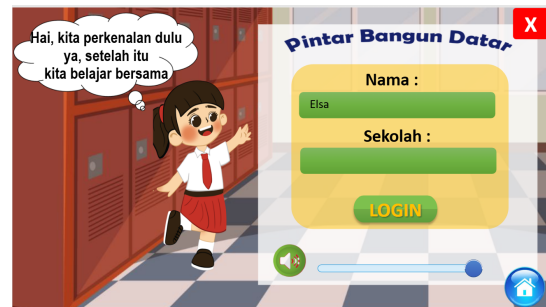 Hai, kita perkenalan dulu
ya, setelah itu
kita belajar bersama
X
Pintar Bangun Datar
Nama :
Elsa
Sekolah :
LOGIN